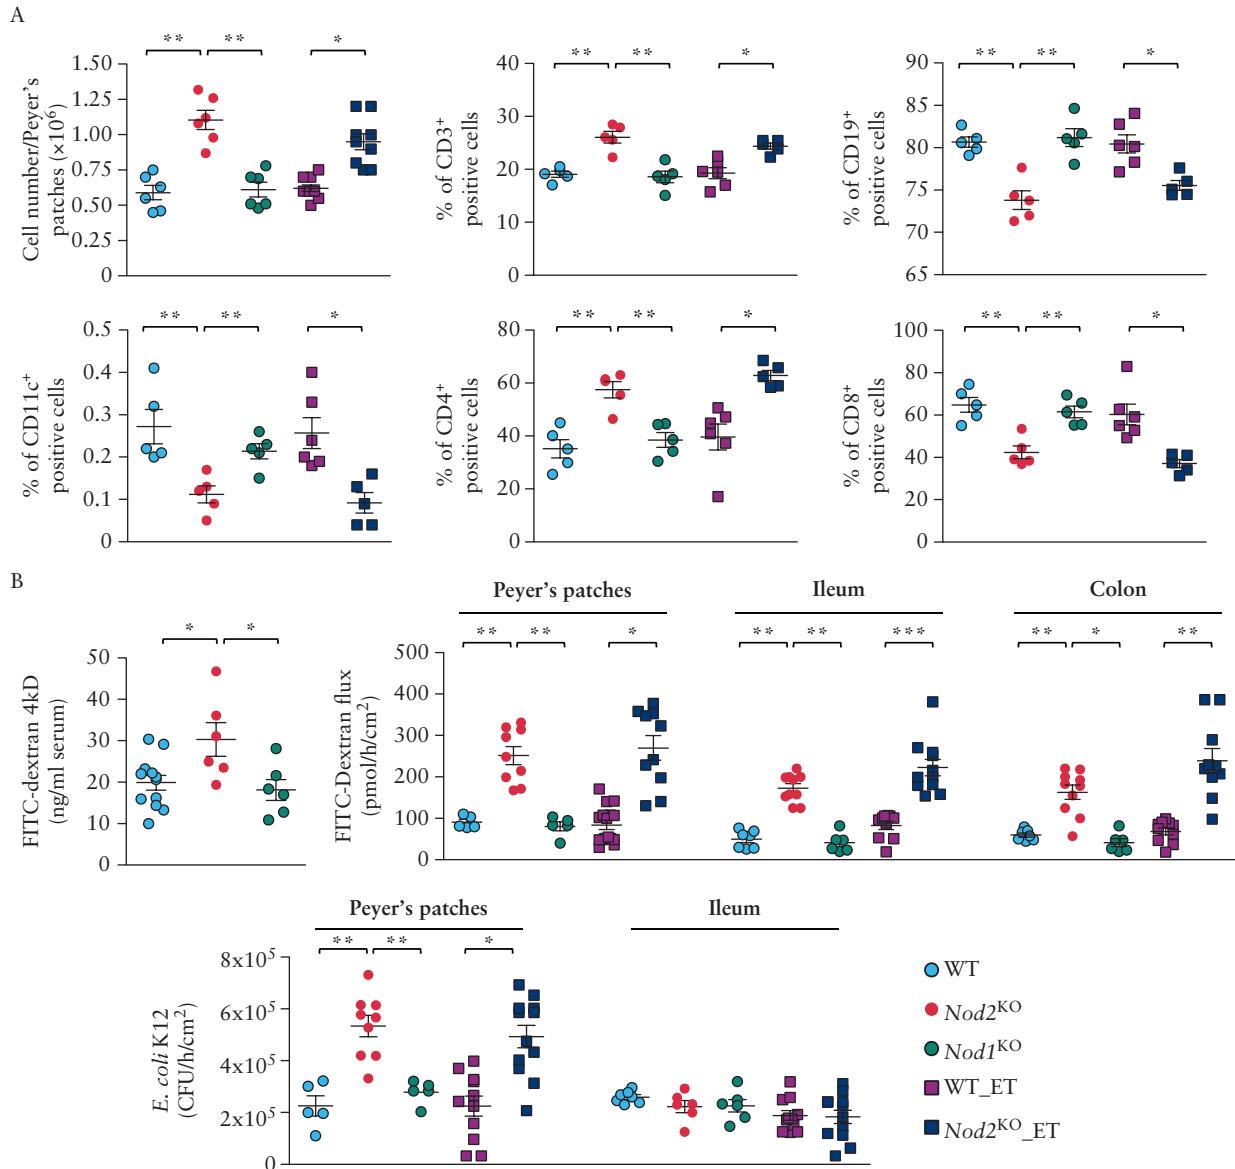 A
** ** *
1.50
1.25
1.00
0.75
0.50
0.25
0
Cell number/Peyer's
patches (×10⁶)
** ** *
40
30
20
10
0
% of CD3⁺
positive cells
** ** *
90
85
80
75
70
65
% of CD19⁺
positive cells
** ** *
0.5
0.4
0.3
0.2
0.1
0
% of CD11c⁺
positive cells
** ** *
80
60
40
20
0
% of CD4⁺
positive cells
** ** *
100
80
60
40
20
0
% of CD8⁺
positive cells
B
* *
50
40
30
20
10
0
FITC-dextran 4kD
(ng/ml serum)
Peyer's patches Ileum Colon
** ** * ** ** *** ** * **
500
400
300
200
100
0
FITC-Dextran flux
(pmol/h/cm²)
Peyer's patches Ileum
** ** *
8x10⁵
6x10⁵
4x10⁵
2x10⁵
0
E. coli K12
(CFU/h/cm²)
WT
Nod2ᴷᴼ
Nod1ᴷᴼ
WT_ET
Nod2ᴷᴼ_ET